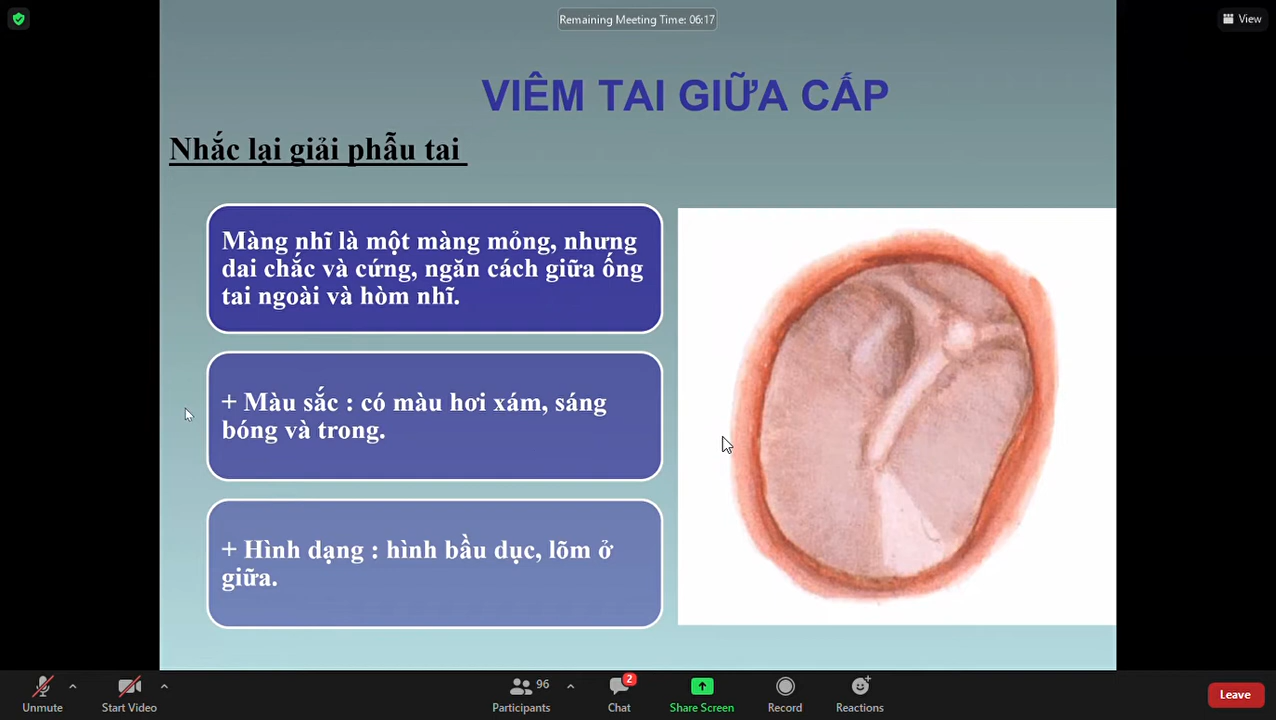 Remaining Meeting Time: 06:17
View
VIÊM TAI GIỮA CẤP
Nhắc lại giải phẫu tai
Màng nhĩ là một màng mỏng, nhưng
dai chắc và cứng, ngăn cách giữa ống
tai ngoài và hòm nhĩ.
+ Màu sắc : có màu hơi xám, sáng
bóng và trong.
+ Hình dạng : hình bầu dục, lõm ở
giữa.
Unmute
Start Video
96
Participants
2
Chat
Share Screen
Record
Reactions
Leave